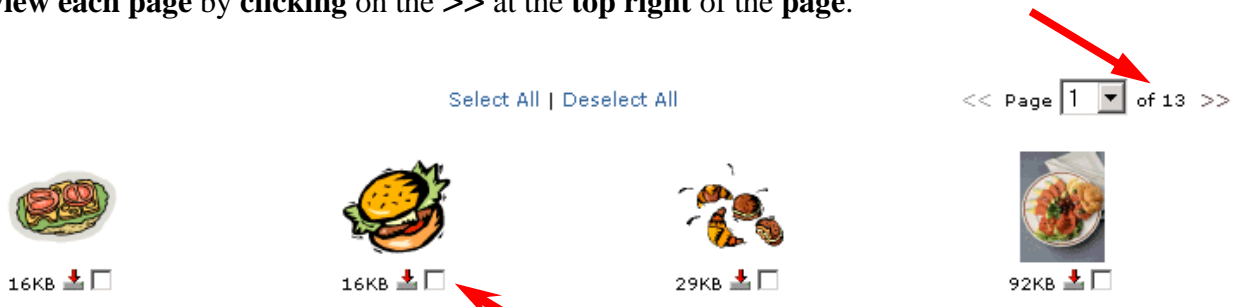 view each page by clicking on the >> at the top right of the page.
Select All | Deselect All << Page 1 of 13 >>
16KB 16KB 29KB 92KB